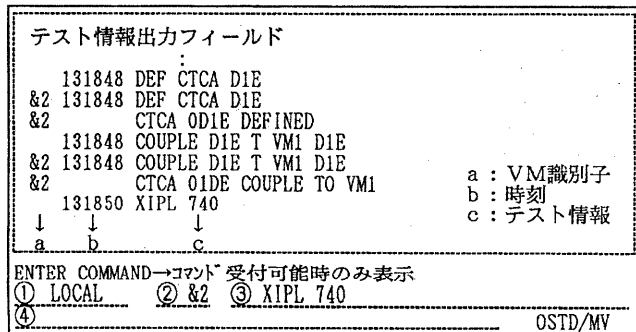 テスト情報出力フィールド
:
131848 DEF CTCA D1E
&2 131848 DEF CTCA D1E
&2 CTCA 0D1E DEFINED
131848 COUPLE D1E T VM1 D1E
&2 131848 COUPLE D1E T VM1 D1E
&2 CTCA 01DE COUPLE TO VM1
131850 XIPL 740
↓ ↓ ↓
a b c
a：VM識別子
b：時刻
c：テスト情報
ENTER COMMAND→コマンド受付可能時のみ表示
① LOCAL ② &2 ③ XIPL 740
④ OSTD/MV